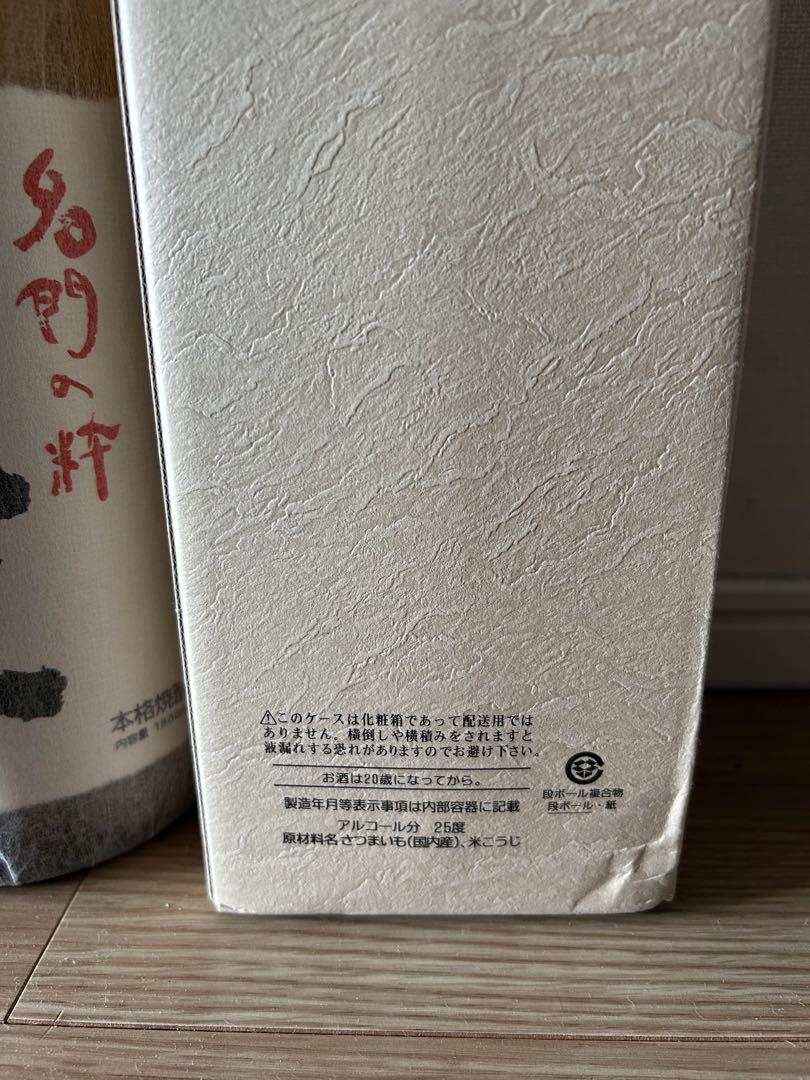 名門の粋
本格焼酎
内容量 1800
⚠このケースは化粧箱であって配送用では
ありません。横倒しや横積みをされますと
液漏れする恐れがありますのでお避け下さい。
お酒は20歳になってから。
製造年月等表示事項は内部容器に記載
アルコール分 25度
原材料名 さつまいも(国内産)、米こうじ
段ボール複合物
段ボール・紙